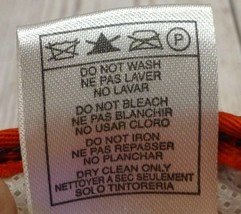 P
DO NOT WASH
NE PAS LAVER
NO LAVAR
DO NOT BLEACH
NE PAS BLANCHIR
NO USAR CLORO
DO NOT IRON
NE PAS REPASSER
NO PLANCHAR
DRY CLEAN ONLY
NETTOYER A SEC SEULEMENT
SOLO TINTORERIA